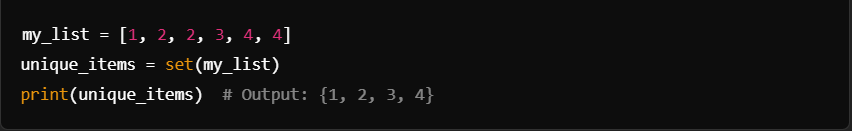 my_list = [1, 2, 2, 3, 4, 4]
unique_items = set(my_list)
print(unique_items)  # Output: {1, 2, 3, 4}